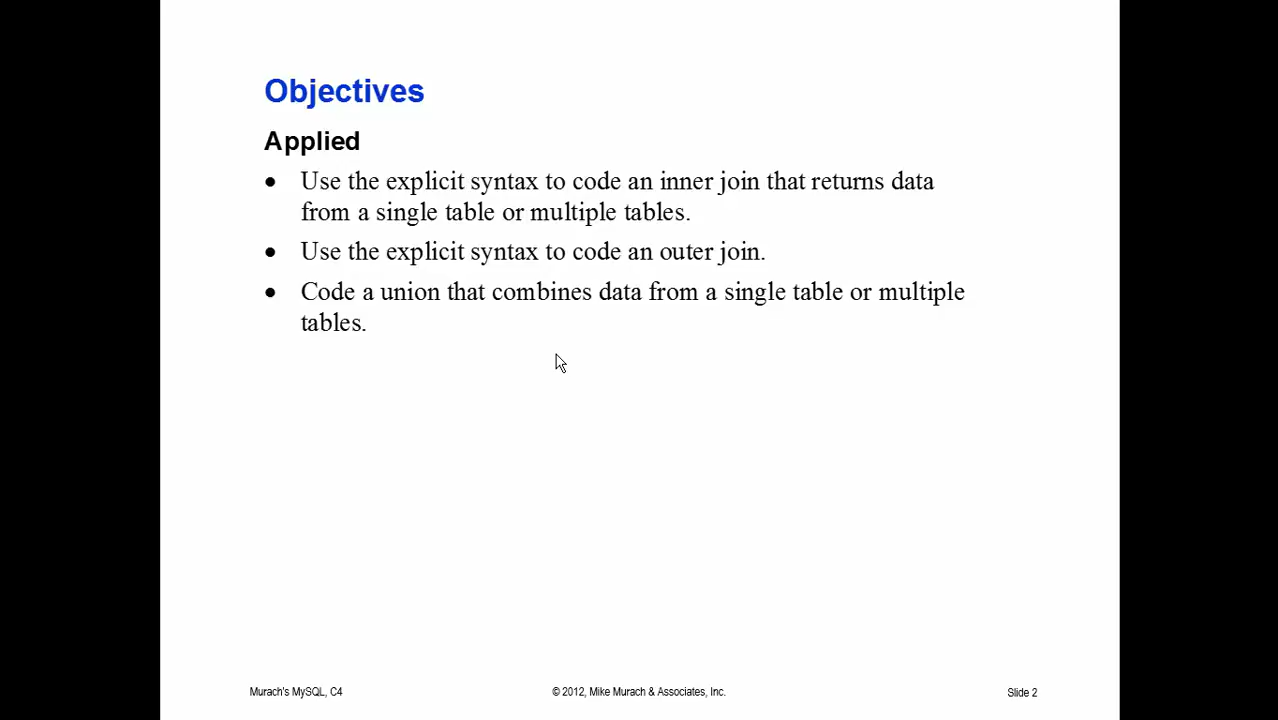 Objectives
Applied
• Use the explicit syntax to code an inner join that returns data
from a single table or multiple tables.
• Use the explicit syntax to code an outer join.
• Code a union that combines data from a single table or multiple
tables.
Murach's MySQL, C4 © 2012, Mike Murach & Associates, Inc. Slide 2